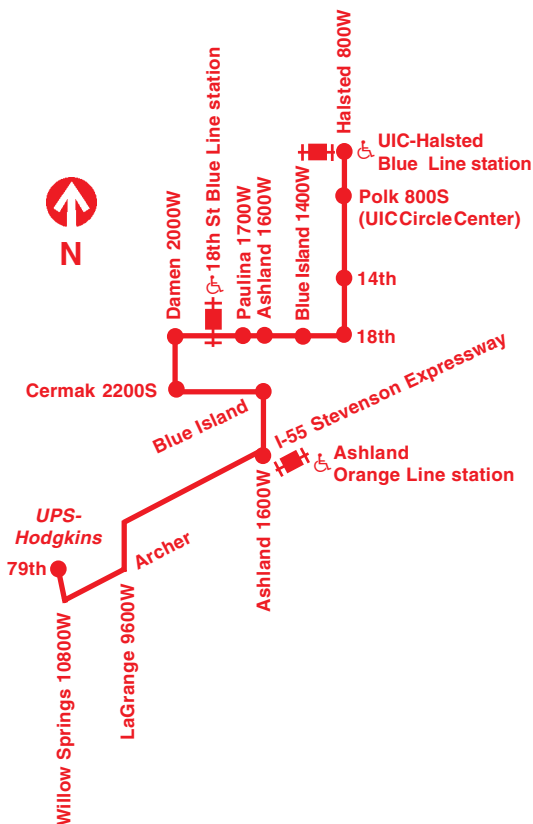 Halsted 800W
18th St Blue Line station
UIC-Halsted
Blue Line station
Damen 2000W
Paulina 1700W
Ashland 1600W
Blue Island 1400W
Polk 800S
(UICCircleCenter)
N
14th
18th
Cermak 2200S
Blue Island
I-55 Stevenson Expressway
Ashland
Orange Line station
Ashland 1600W
UPS-
Hodgkins
79th
Archer
LaGrange 9600W
Willow Springs 10800W